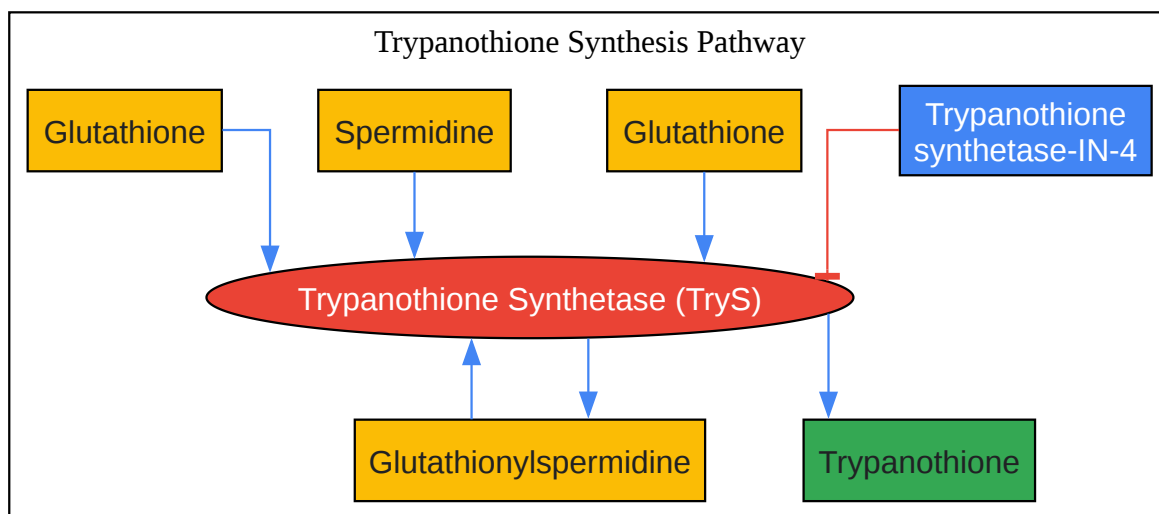 Trypanothione Synthesis Pathway
Glutathione
Spermidine
Glutathione
Trypanothione
synthetase-IN-4
Trypanothione Synthetase (TryS)
Glutathionylspermidine
Trypanothione